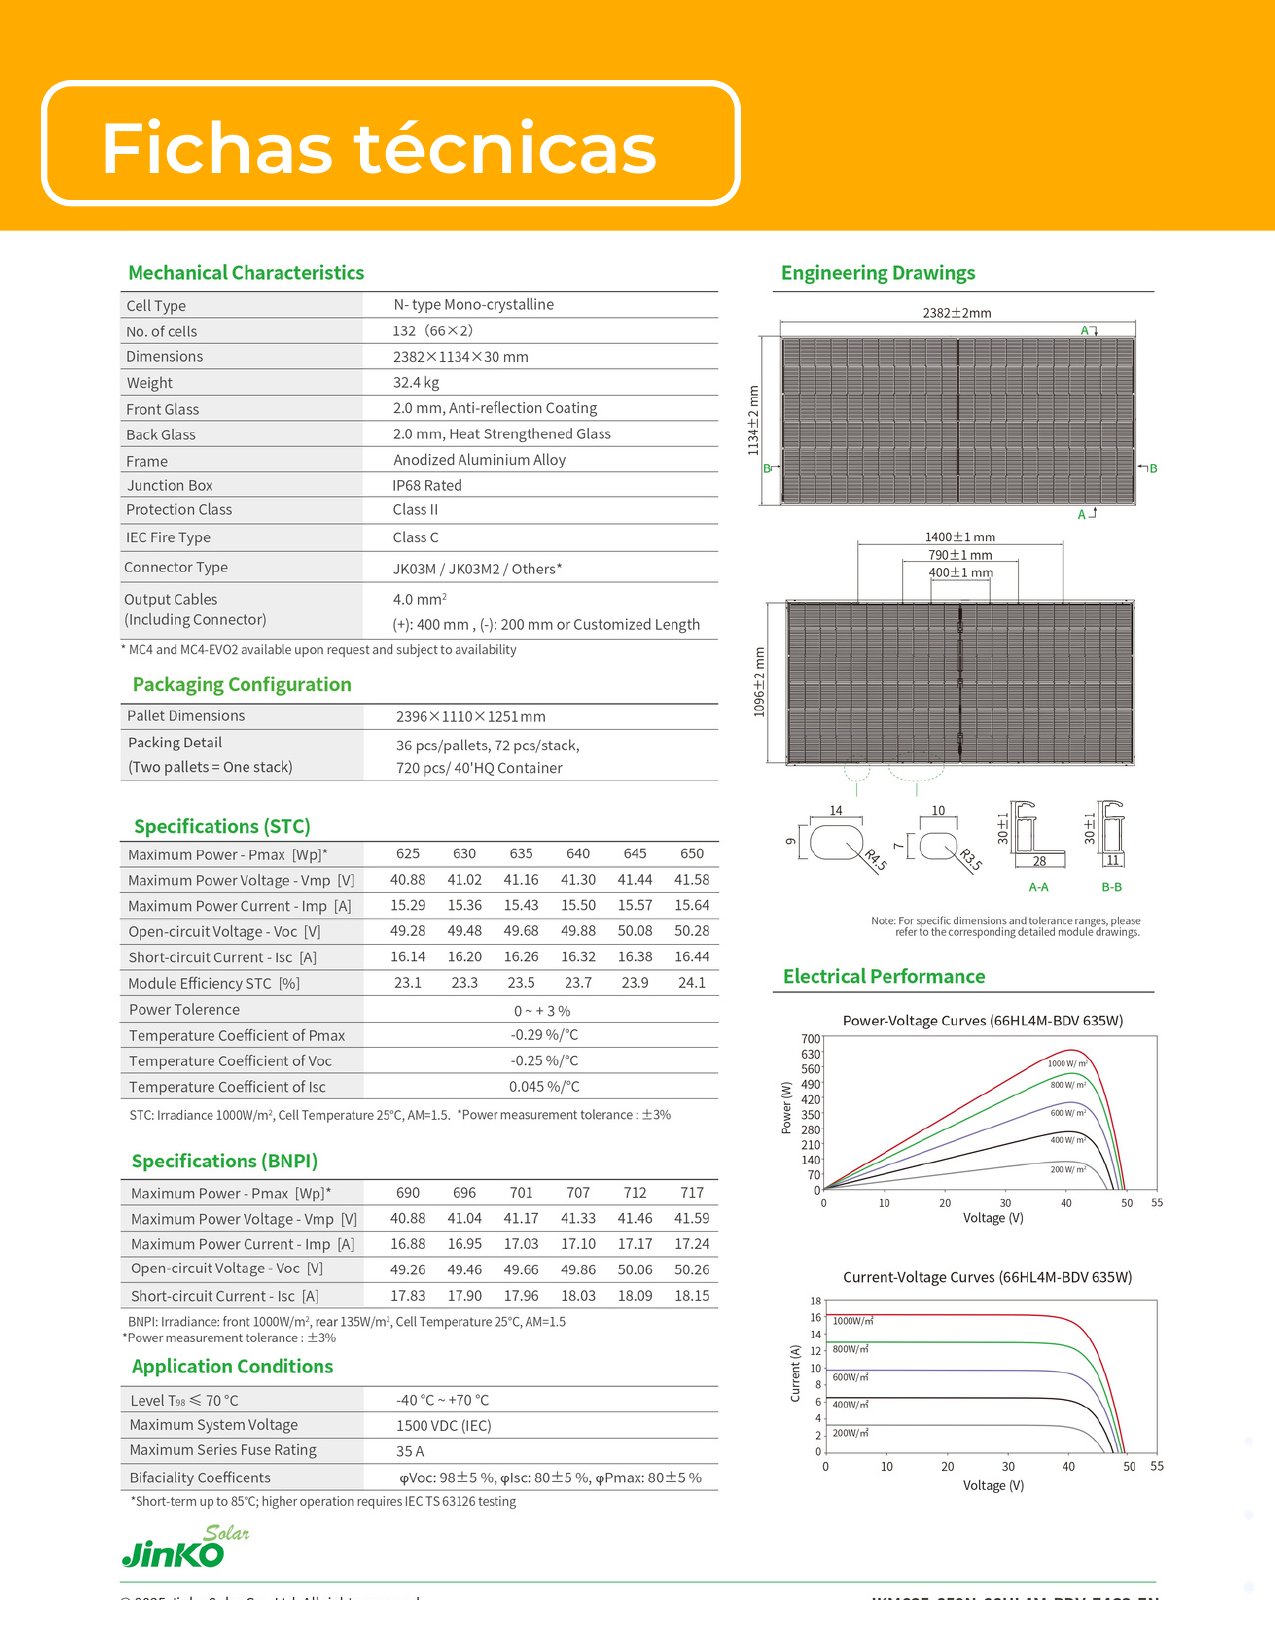 Fichas técnicas
Mechanical Characteristics
Cell Type N- type Mono-crystalline
No. of cells 132（66×2）
Dimensions 2382×1134×30 mm
Weight 32.4 kg
Front Glass 2.0 mm, Anti-reflection Coating
Back Glass 2.0 mm, Heat Strengthened Glass
Frame Anodized Aluminium Alloy
Junction Box IP68 Rated
Protection Class Class II
IEC Fire Type Class C
Connector Type JK03M / JK03M2 / Others*
Output Cables 4.0 mm²
(Including Connector) (+): 400 mm , (-): 200 mm or Customized Length
* MC4 and MC4-EVO2 available upon request and subject to availability
Packaging Configuration
Pallet Dimensions 2396×1110×1251 mm
Packing Detail 36 pcs/pallets, 72 pcs/stack,
(Two pallets = One stack) 720 pcs/ 40'HQ Container
Specifications (STC)
Maximum Power - Pmax [Wp]* 625 630 635 640 645 650
Maximum Power Voltage - Vmp [V] 40.88 41.02 41.16 41.30 41.44 41.58
Maximum Power Current - Imp [A] 15.29 15.36 15.43 15.50 15.57 15.64
Open-circuit Voltage - Voc [V] 49.28 49.48 49.68 49.88 50.08 50.28
Short-circuit Current - Isc [A] 16.14 16.20 16.26 16.32 16.38 16.44
Module Efficiency STC [%] 23.1 23.3 23.5 23.7 23.9 24.1
Power Tolerence 0 ~ + 3 %
Temperature Coefficient of Pmax -0.29 %/°C
Temperature Coefficient of Voc -0.25 %/°C
Temperature Coefficient of Isc 0.045 %/°C
STC: Irradiance 1000W/m², Cell Temperature 25°C, AM=1.5. *Power measurement tolerance : ±3%
Specifications (BNPI)
Maximum Power - Pmax [Wp]* 690 696 701 707 712 717
Maximum Power Voltage - Vmp [V] 40.88 41.04 41.17 41.33 41.46 41.59
Maximum Power Current - Imp [A] 16.88 16.95 17.03 17.10 17.17 17.24
Open-circuit Voltage - Voc [V] 49.26 49.46 49.66 49.86 50.06 50.26
Short-circuit Current - Isc [A] 17.83 17.90 17.96 18.03 18.09 18.15
BNPI: Irradiance: front 1000W/m², rear 135W/m², Cell Temperature 25°C, AM=1.5
*Power measurement tolerance : ±3%
Application Conditions
Level T98 ≤ 70 °C -40 °C ~ +70 °C
Maximum System Voltage 1500 VDC (IEC)
Maximum Series Fuse Rating 35 A
Bifaciality Coefficents φVoc: 98±5 %, φIsc: 80±5 %, φPmax: 80±5 %
*Short-term up to 85°C; higher operation requires IEC TS 63126 testing
Solar
JinKO
Engineering Drawings
2382±2mm
A
1134±2 mm
B B
A
1400±1 mm
790±1 mm
400±1 mm
1096±2 mm
14 10
9 R4.5 7 R3.5 30±1 28 30±1 11
A-A B-B
Note: For specific dimensions and tolerance ranges, please
refer to the corresponding detailed module drawings.
Electrical Performance
Power-Voltage Curves (66HL4M-BDV 635W)
Power (W)
700
630
560
490
420
350
280
210
140
70
0
1000 W/ m²
800 W/ m²
600 W/ m²
400 W/ m²
200 W/ m²
0 10 20 30 40 50 55
Voltage (V)
Current-Voltage Curves (66HL4M-BDV 635W)
Current (A)
18
16
14
12
10
8
6
4
2
0
1000W/㎡
800W/㎡
600W/㎡
400W/㎡
200W/㎡
0 10 20 30 40 50 55
Voltage (V)